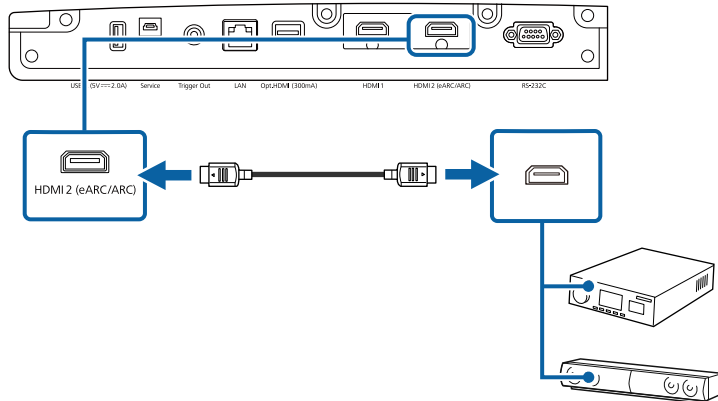 USB (5V⎓2.0A) Service Trigger Out LAN Opt.HDMI (300mA) HDMI 1 HDMI 2 (eARC/ARC) RS-232C
HDMI 2 (eARC/ARC)